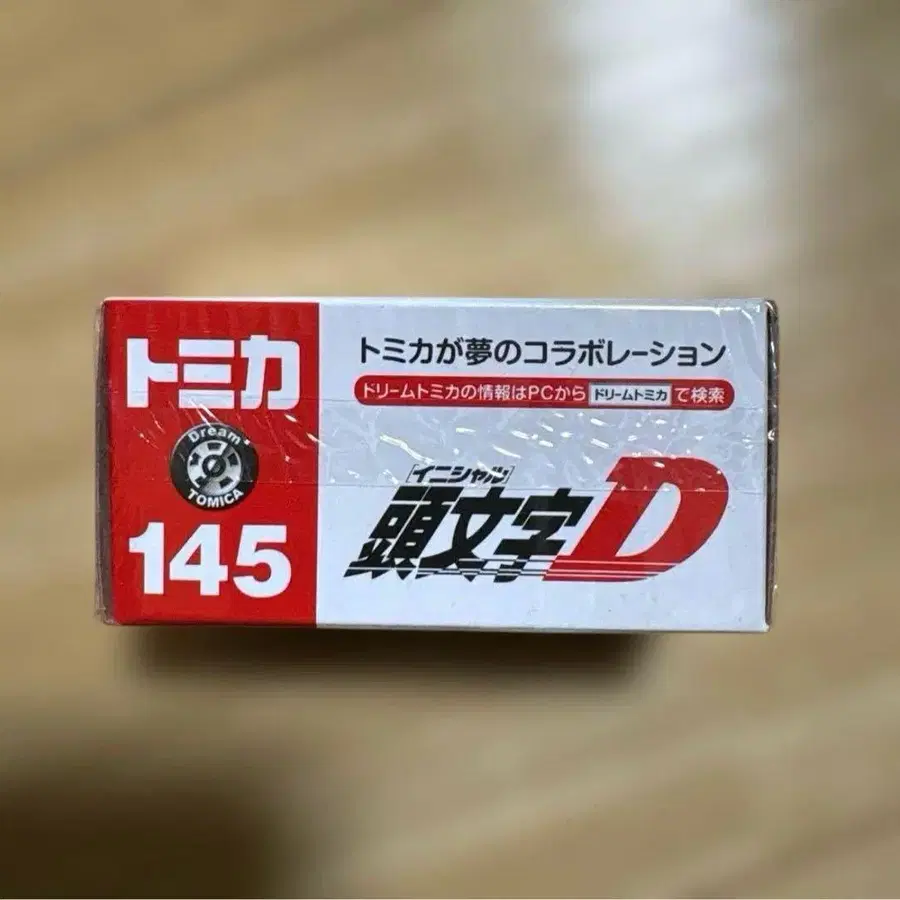 トミカ
Dream
TOMICA
145
トミカが夢のコラボレーション
ドリームトミカの情報はPCから ドリームトミカ で検索
[イニシャル]
頭文字D